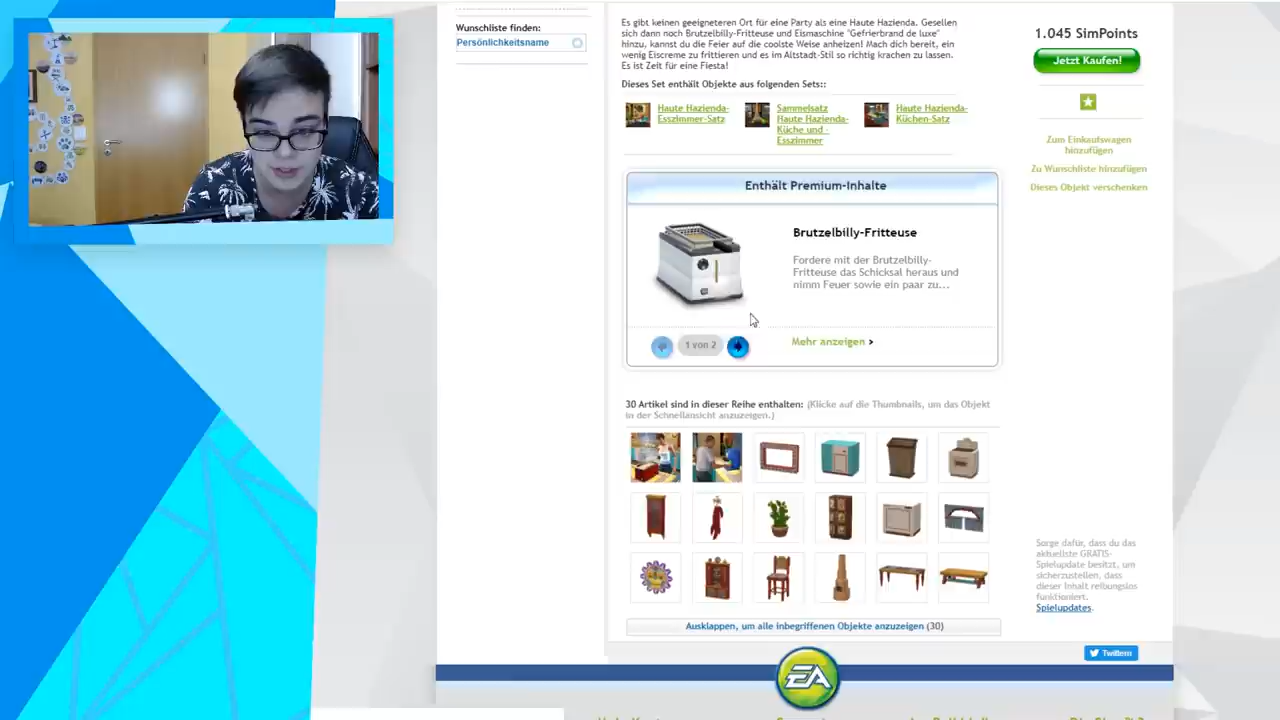 Wunschliste finden:
Persönlichkeitsname
Es gibt keinen geeigneteren Ort für eine Party als eine Haute Hazienda. Gesellen
sich dann noch Brutzelbilly-Fritteuse und Eismaschine "Gefrierbrand de luxe"
hinzu, kannst du die Feier auf die coolste Weise anheizen! Mach dich bereit, ein
wenig Eiscreme zu frittieren und es im Altstadt-Stil so richtig krachen zu lassen.
Es ist Zeit für eine Fiesta!
Dieses Set enthält Objekte aus folgenden Sets::
Haute Hazienda-
Esszimmer-Satz
Sammelsatz
Haute Hazienda-
Küche und -
Esszimmer
Haute Hazienda-
Küchen-Satz
Enthält Premium-Inhalte
Brutzelbilly-Fritteuse
Fordere mit der Brutzelbilly-
Fritteuse das Schicksal heraus und
nimm Feuer sowie ein paar zu...
1 von 2
Mehr anzeigen >
30 Artikel sind in dieser Reihe enthalten: (Klicke auf die Thumbnails, um das Objekt
in der Schnellansicht anzuzeigen.)
Ausklappen, um alle inbegriffenen Objekte anzuzeigen (30)
1.045 SimPoints
Jetzt Kaufen!
Zum Einkaufswagen
hinzufügen
Zu Wunschliste hinzufügen
Dieses Objekt verschenken
Sorge dafür, dass du das
aktuellste GRATIS-
Spielupdate besitzt, um
sicherzustellen, dass
dieser Inhalt reibungslos
funktioniert.
Spielupdates.
Twittern
EA